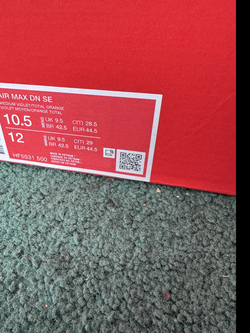 AIR MAX DN SE
MEDIUM VIOLET/TOTAL ORANGE
VIOLET MOYEN/ORANGE TOTAL
10.5 UK 9.5 CM 28.5
BR 42.5 EUR 44.5
12 UK 9.5 CM 29
BR 42.5 EUR 44.5
HF5531 500